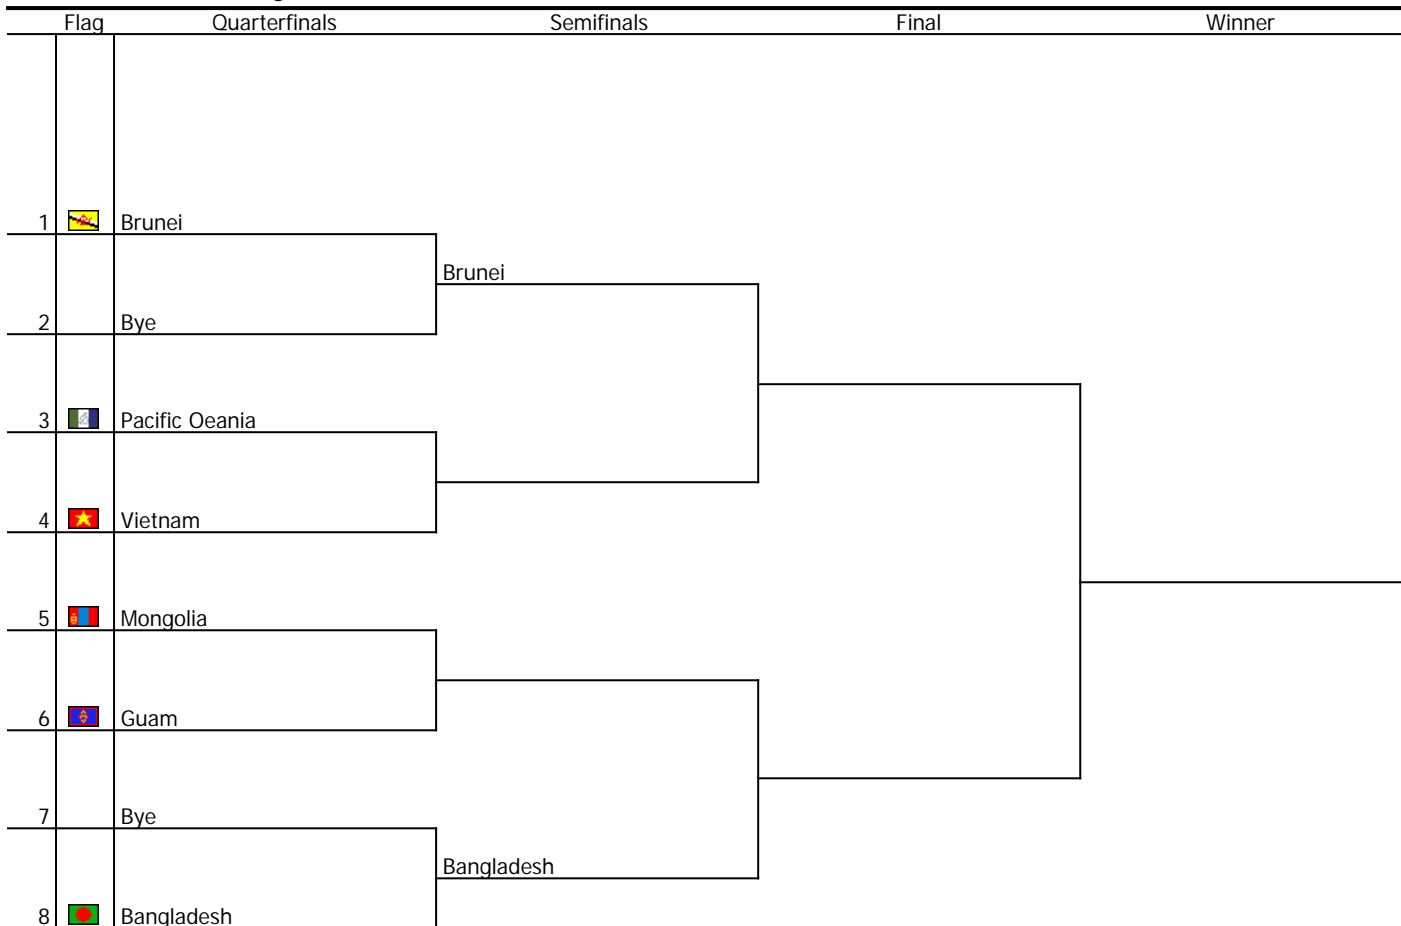 Flag Quarterfinals Semifinals Final Winner
1 Brunei
Brunei
2 Bye
3 Pacific Oeania
4 Vietnam
5 Mongolia
6 Guam
7 Bye
Bangladesh
8 Bangladesh